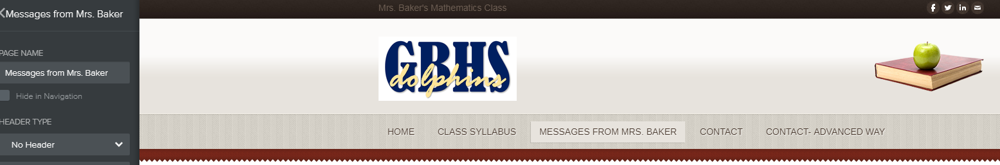 Messages from Mrs. Baker
PAGE NAME
Messages from Mrs. Baker
Hide in Navigation
HEADER TYPE
No Header
Mrs. Baker's Mathematics Class
GBHS
dolphins
HOME CLASS SYLLABUS MESSAGES FROM MRS. BAKER CONTACT CONTACT- ADVANCED WAY